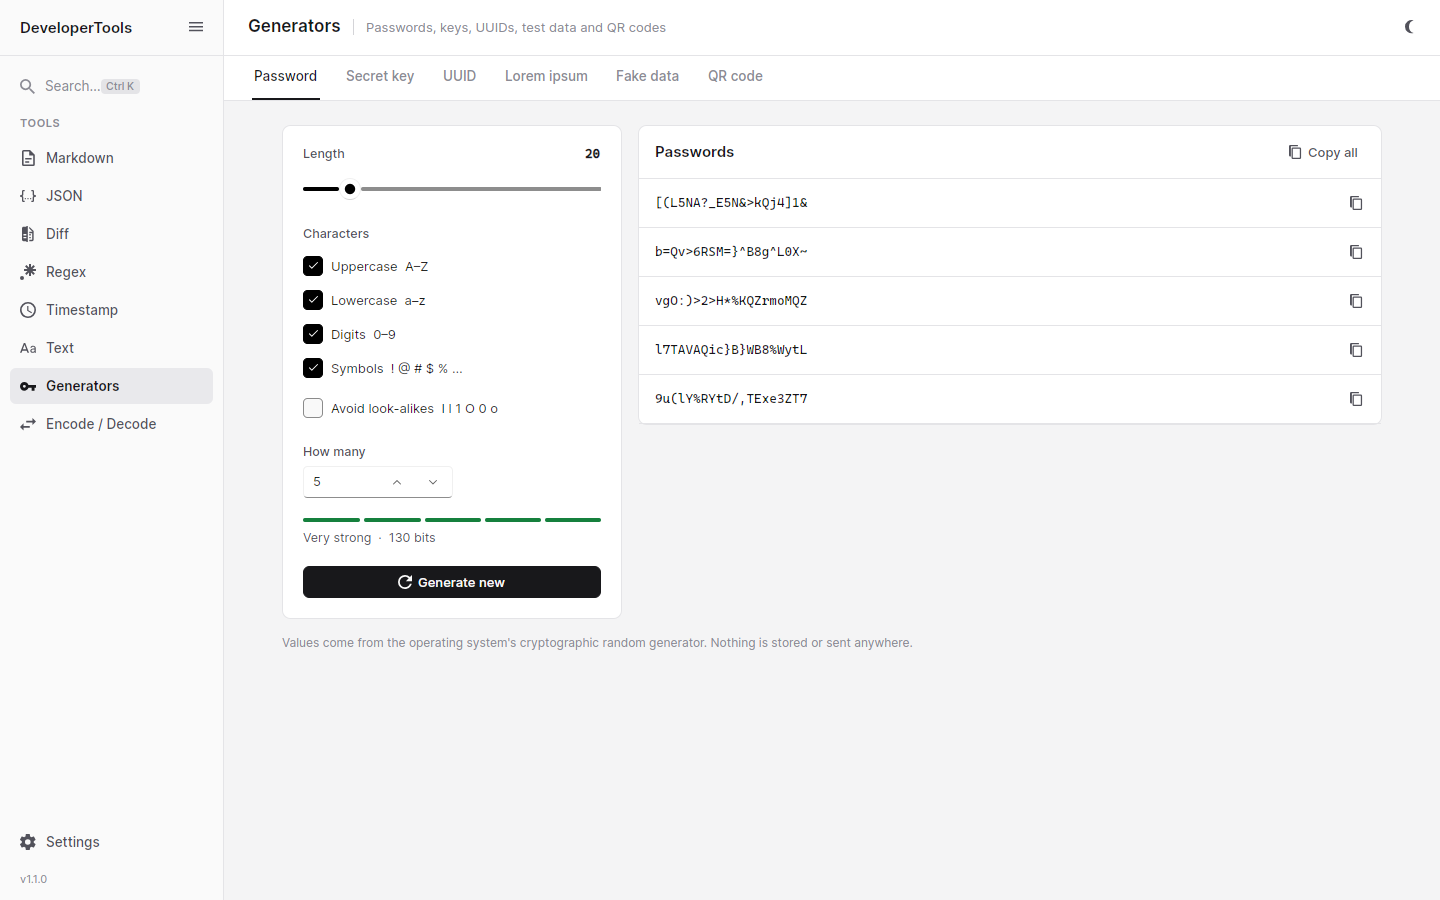 DeveloperTools
Generators
Passwords, keys, UUIDs, test data and QR codes
Search... Ctrl K
TOOLS
Markdown
JSON
Diff
Regex
Timestamp
Aa Text
Generators
Encode / Decode
Settings
v1.1.0
Password Secret key UUID Lorem ipsum Fake data QR code
Length 20
Characters
Uppercase A–Z
Lowercase a–z
Digits 0–9
Symbols ! @ # $ % ...
Avoid look-alikes I l 1 O 0 o
How many
5
Very strong · 130 bits
Generate new
Passwords
Copy all
[(L5NA?_E5N&>kQj4]1&
b=Qv>6RSM=}^B8g^L0X~
vgO:)>2>H*%KQZrmoMQZ
l7TAVAQic}B}WB8%WytL
9u(lY%RYtD/,TExe3ZT7
Values come from the operating system's cryptographic random generator. Nothing is stored or sent anywhere.